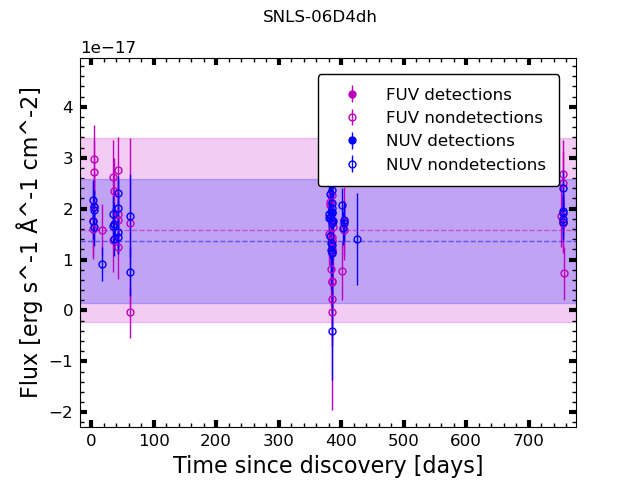 SNLS-06D4dh
1e−17
FUV detections
FUV nondetections
NUV detections
NUV nondetections
4
3
2
1
0
−1
−2
Flux [erg s^-1 Å^-1 cm^-2]
0 100 200 300 400 500 600 700
Time since discovery [days]